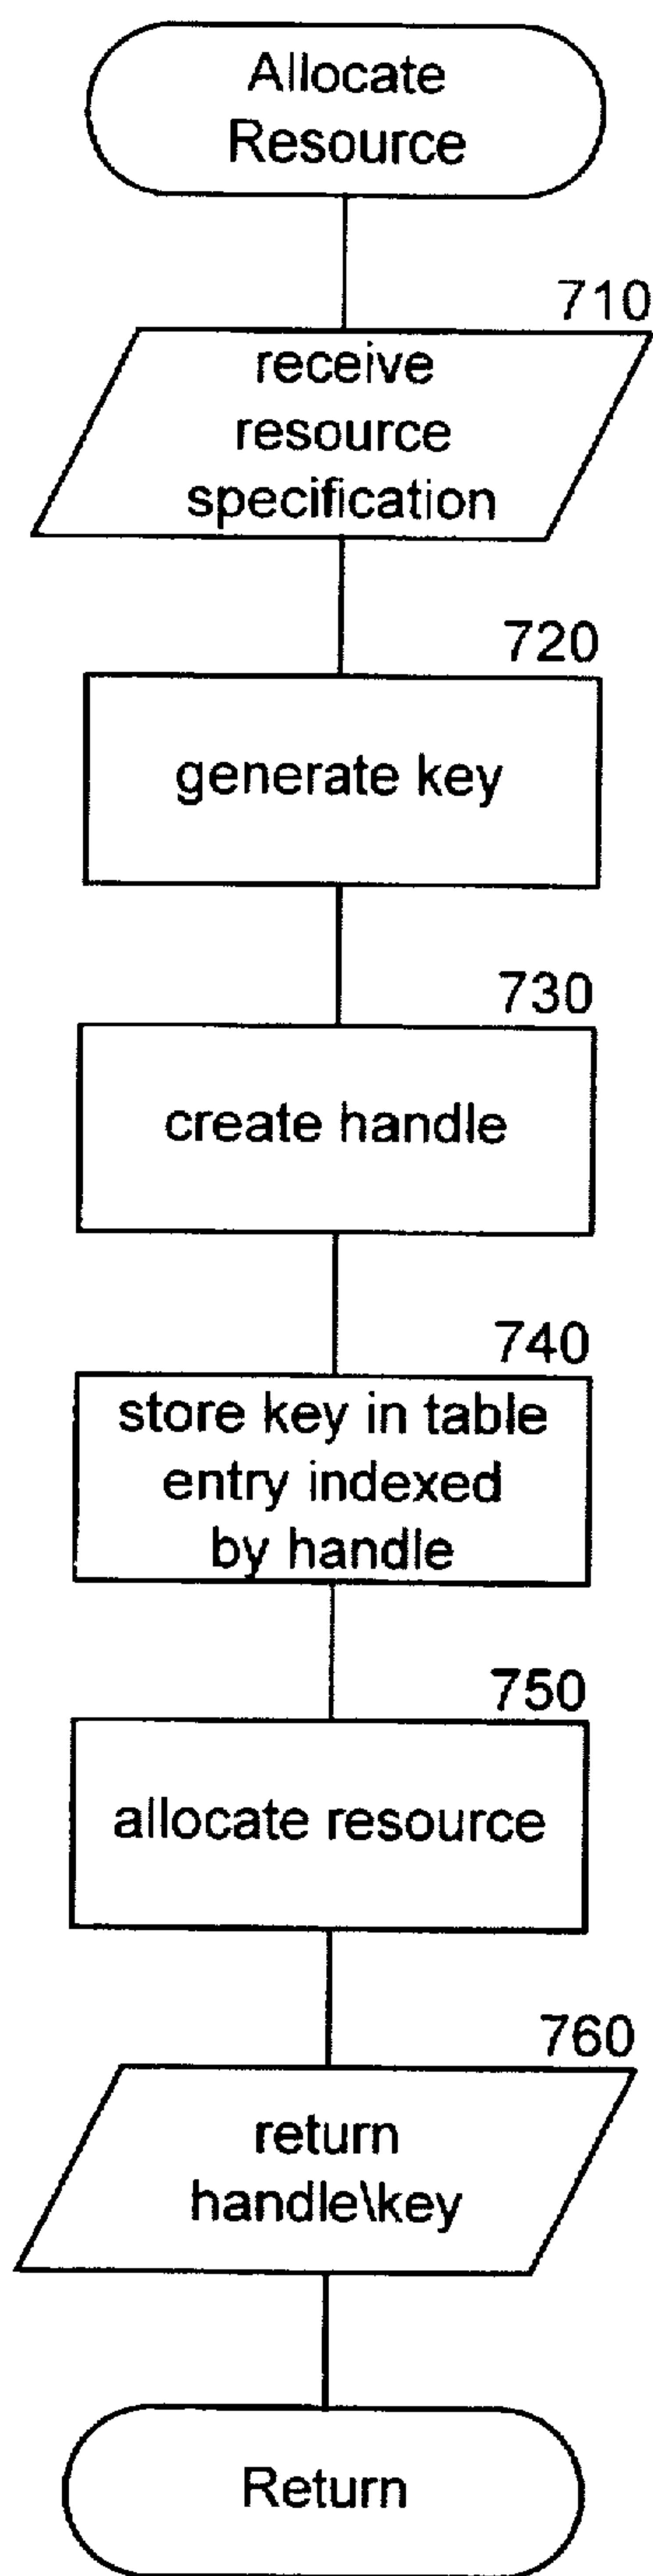 Allocate
Resource
710
receive
resource
specification
720
generate key
730
create handle
740
store key in table
entry indexed
by handle
750
allocate resource
760
return
handle\key
Return